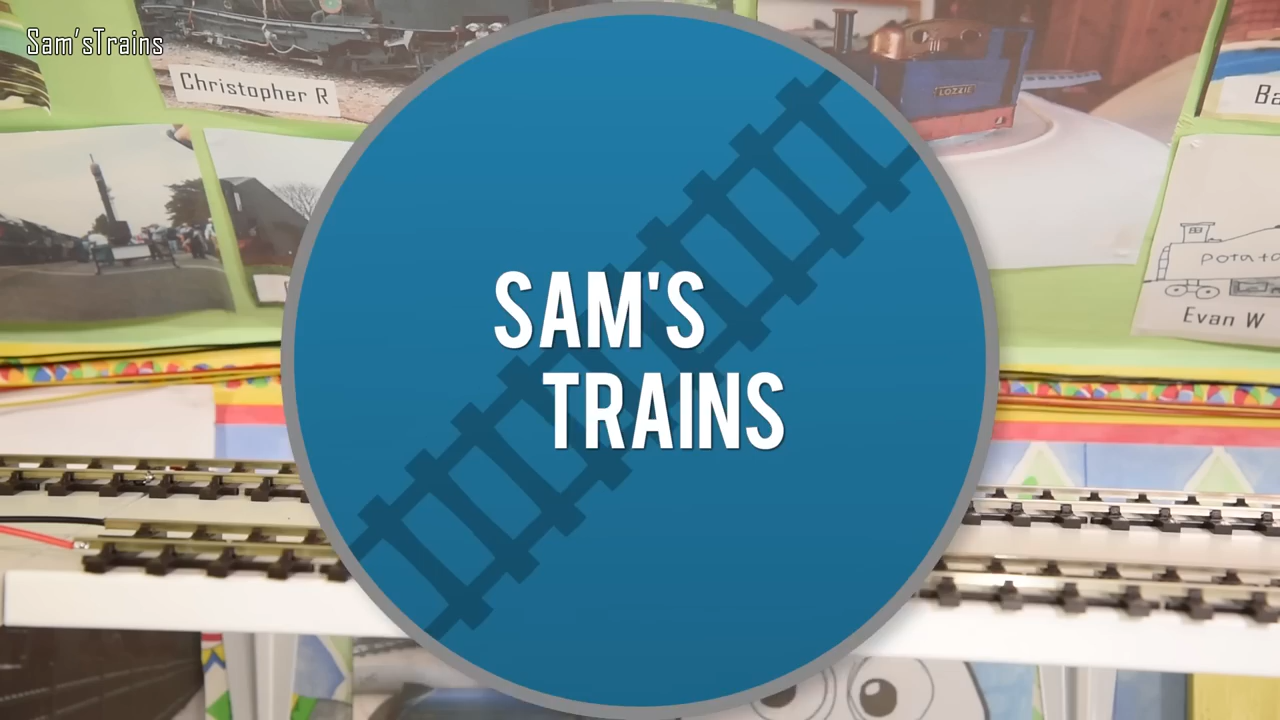 Sam'sTrains
Christopher R
LOZZIE
Ba
Potato
Evan W
SAM'S
TRAINS